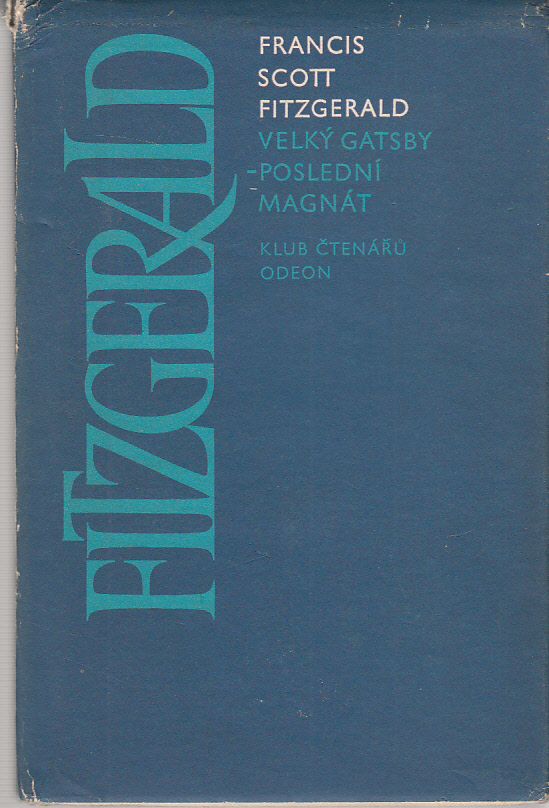 FITZGERALD
FRANCIS
SCOTT
FITZGERALD
VELKÝ GATSBY
-POSLEDNÍ
MAGNÁT
KLUB ČTENÁŘŮ
ODEON